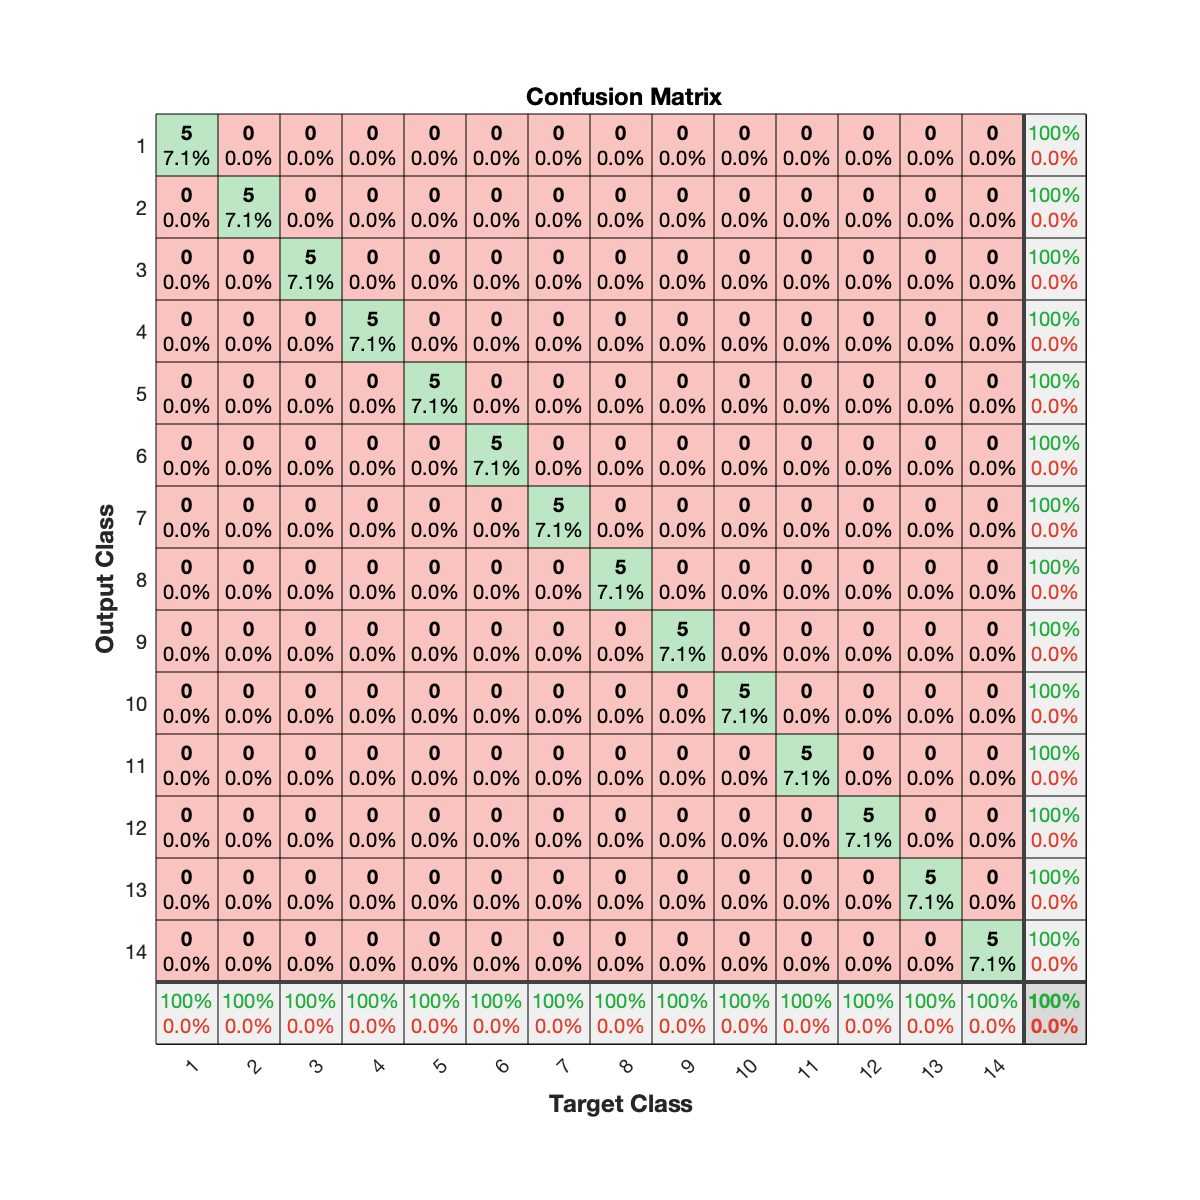 Confusion Matrix
5 0 0 0 0 0 0 0 0 0 0 0 0 0 100%
1
7.1% 0.0% 0.0% 0.0% 0.0% 0.0% 0.0% 0.0% 0.0% 0.0% 0.0% 0.0% 0.0% 0.0% 0.0%
0 5 0 0 0 0 0 0 0 0 0 0 0 0 100%
2
0.0% 7.1% 0.0% 0.0% 0.0% 0.0% 0.0% 0.0% 0.0% 0.0% 0.0% 0.0% 0.0% 0.0% 0.0%
0 0 5 0 0 0 0 0 0 0 0 0 0 0 100%
3
0.0% 0.0% 7.1% 0.0% 0.0% 0.0% 0.0% 0.0% 0.0% 0.0% 0.0% 0.0% 0.0% 0.0% 0.0%
0 0 0 5 0 0 0 0 0 0 0 0 0 0 100%
4
0.0% 0.0% 0.0% 7.1% 0.0% 0.0% 0.0% 0.0% 0.0% 0.0% 0.0% 0.0% 0.0% 0.0% 0.0%
0 0 0 0 5 0 0 0 0 0 0 0 0 0 100%
5
0.0% 0.0% 0.0% 0.0% 7.1% 0.0% 0.0% 0.0% 0.0% 0.0% 0.0% 0.0% 0.0% 0.0% 0.0%
0 0 0 0 0 5 0 0 0 0 0 0 0 0 100%
6
0.0% 0.0% 0.0% 0.0% 0.0% 7.1% 0.0% 0.0% 0.0% 0.0% 0.0% 0.0% 0.0% 0.0% 0.0%
0 0 0 0 0 0 5 0 0 0 0 0 0 0 100%
7
0.0% 0.0% 0.0% 0.0% 0.0% 0.0% 7.1% 0.0% 0.0% 0.0% 0.0% 0.0% 0.0% 0.0% 0.0%
0 0 0 0 0 0 0 5 0 0 0 0 0 0 100%
8
0.0% 0.0% 0.0% 0.0% 0.0% 0.0% 0.0% 7.1% 0.0% 0.0% 0.0% 0.0% 0.0% 0.0% 0.0%
0 0 0 0 0 0 0 0 5 0 0 0 0 0 100%
9
0.0% 0.0% 0.0% 0.0% 0.0% 0.0% 0.0% 0.0% 7.1% 0.0% 0.0% 0.0% 0.0% 0.0% 0.0%
0 0 0 0 0 0 0 0 0 5 0 0 0 0 100%
10
0.0% 0.0% 0.0% 0.0% 0.0% 0.0% 0.0% 0.0% 0.0% 7.1% 0.0% 0.0% 0.0% 0.0% 0.0%
0 0 0 0 0 0 0 0 0 0 5 0 0 0 100%
11
0.0% 0.0% 0.0% 0.0% 0.0% 0.0% 0.0% 0.0% 0.0% 0.0% 7.1% 0.0% 0.0% 0.0% 0.0%
0 0 0 0 0 0 0 0 0 0 0 5 0 0 100%
12
0.0% 0.0% 0.0% 0.0% 0.0% 0.0% 0.0% 0.0% 0.0% 0.0% 0.0% 7.1% 0.0% 0.0% 0.0%
0 0 0 0 0 0 0 0 0 0 0 0 5 0 100%
13
0.0% 0.0% 0.0% 0.0% 0.0% 0.0% 0.0% 0.0% 0.0% 0.0% 0.0% 0.0% 7.1% 0.0% 0.0%
0 0 0 0 0 0 0 0 0 0 0 0 0 5 100%
14
0.0% 0.0% 0.0% 0.0% 0.0% 0.0% 0.0% 0.0% 0.0% 0.0% 0.0% 0.0% 0.0% 7.1% 0.0%
100% 100% 100% 100% 100% 100% 100% 100% 100% 100% 100% 100% 100% 100% 100%
0.0% 0.0% 0.0% 0.0% 0.0% 0.0% 0.0% 0.0% 0.0% 0.0% 0.0% 0.0% 0.0% 0.0% 0.0%
1 2 3 4 5 6 7 8 9 10 11 12 13 14
Target Class
Output Class